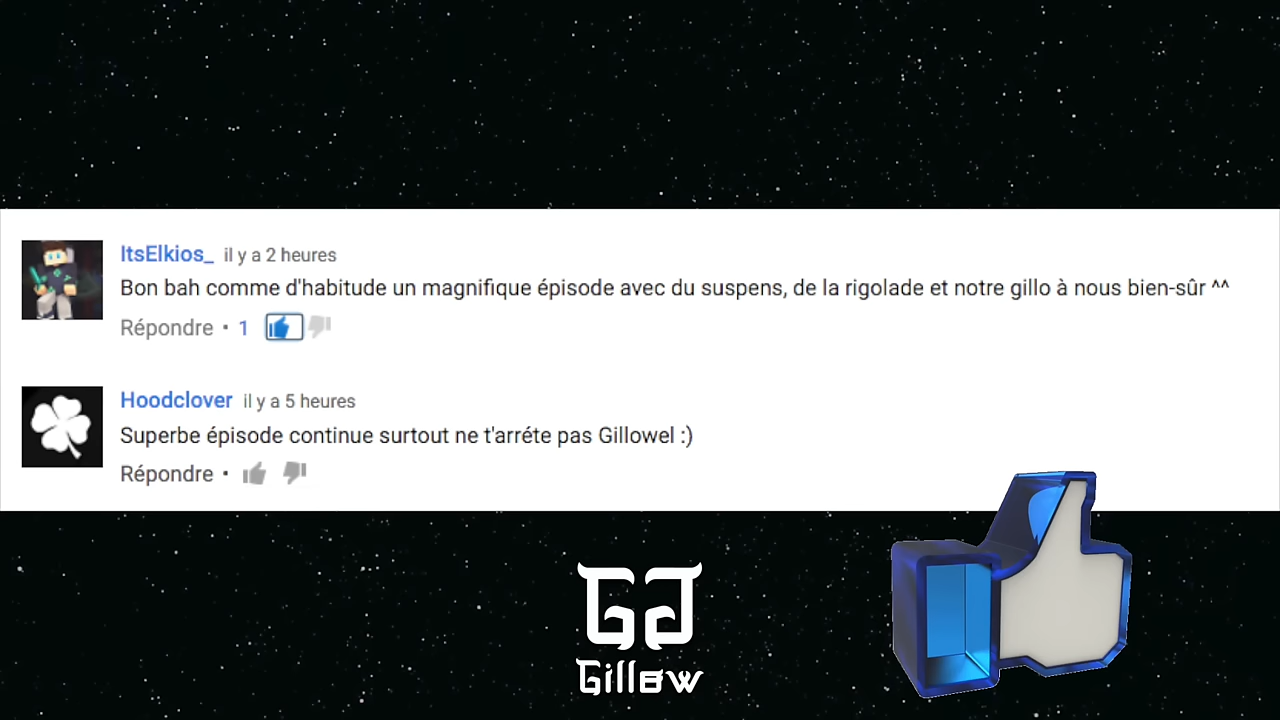 ItsElkios_ il y a 2 heures
Bon bah comme d'habitude un magnifique épisode avec du suspens, de la rigolade et notre gillo à nous bien-sûr ^^
Répondre • 1
Hoodclover il y a 5 heures
Superbe épisode continue surtout ne t'arréte pas Gillowel :)
Répondre •
GG
Gillow